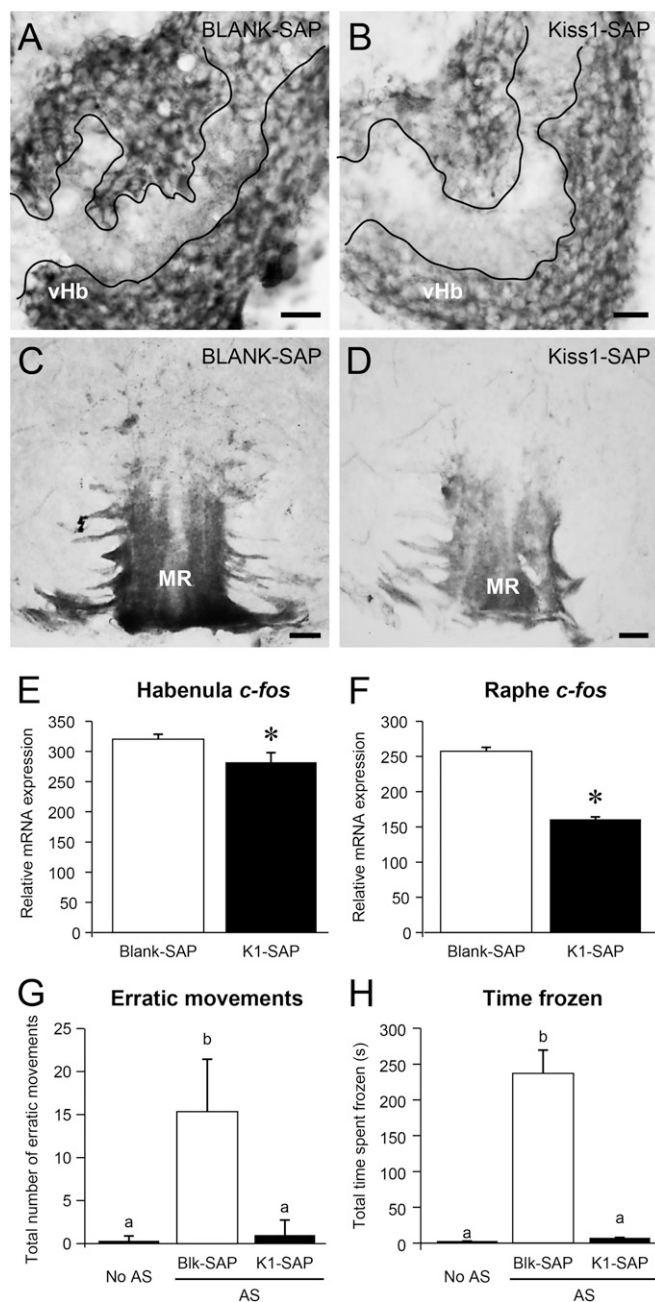 A
BLANK-SAP
vHb
B
Kiss1-SAP
vHb
C
BLANK-SAP
MR
D
Kiss1-SAP
MR
E
Habenula c-fos
Relative mRNA expression
350
300
250
200
150
100
50
0
*
Blank-SAP
K1-SAP
F
Raphe c-fos
Relative mRNA expression
300
250
200
150
100
50
0
*
Blank-SAP
K1-SAP
G
Erratic movements
Total number of erratic movements
25
20
15
10
5
0
a
b
a
No AS
Blk-SAP
K1-SAP
AS
H
Time frozen
Total time spent frozen (s)
300
250
200
150
100
50
0
a
b
a
No AS
Blk-SAP
K1-SAP
AS